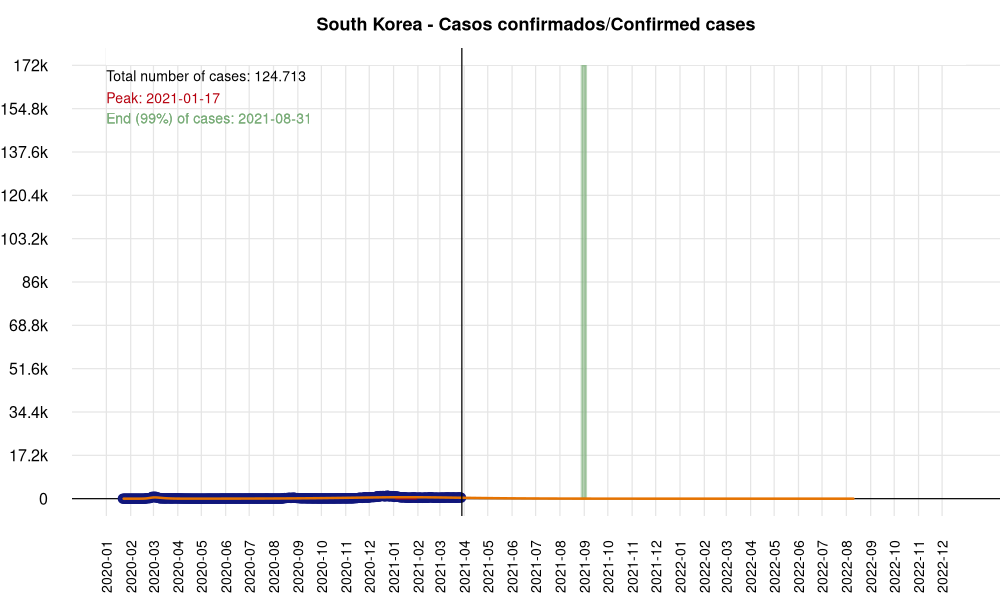 South Korea - Casos confirmados/Confirmed cases
Total number of cases: 124.713
Peak: 2021-01-17
End (99%) of cases: 2021-08-31
172k
154.8k
137.6k
120.4k
103.2k
86k
68.8k
51.6k
34.4k
17.2k
0
2020-01
2020-02
2020-03
2020-04
2020-05
2020-06
2020-07
2020-08
2020-09
2020-10
2020-11
2020-12
2021-01
2021-02
2021-03
2021-04
2021-05
2021-06
2021-07
2021-08
2021-09
2021-10
2021-11
2021-12
2022-01
2022-02
2022-03
2022-04
2022-05
2022-06
2022-07
2022-08
2022-09
2022-10
2022-11
2022-12